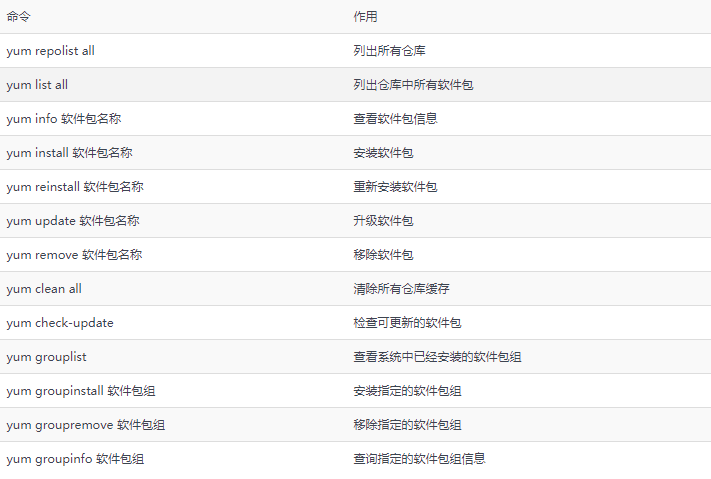 命令 作用
yum repolist all 列出所有仓库
yum list all 列出仓库中所有软件包
yum info 软件包名称 查看软件包信息
yum install 软件包名称 安装软件包
yum reinstall 软件包名称 重新安装软件包
yum update 软件包名称 升级软件包
yum remove 软件包名称 移除软件包
yum clean all 清除所有仓库缓存
yum check-update 检查可更新的软件包
yum grouplist 查看系统中已经安装的软件包组
yum groupinstall 软件包组 安装指定的软件包组
yum groupremove 软件包组 移除指定的软件包组
yum groupinfo 软件包组 查询指定的软件包组信息